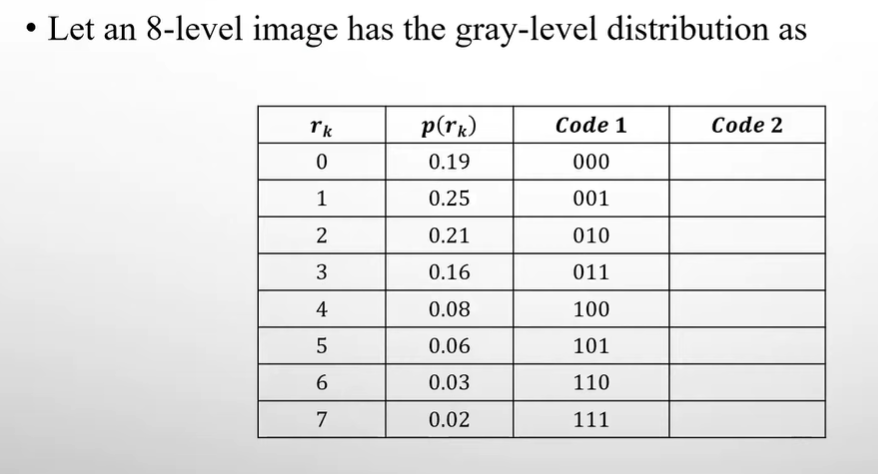 • Let an 8-level image has the gray-level distribution as
rₖ p(rₖ) Code 1 Code 2
0 0.19 000
1 0.25 001
2 0.21 010
3 0.16 011
4 0.08 100
5 0.06 101
6 0.03 110
7 0.02 111